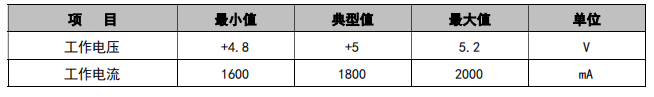 项 目 最小值 典型值 最大值 单位
工作电压 +4.8 +5 5.2 V
工作电流 1600 1800 2000 mA